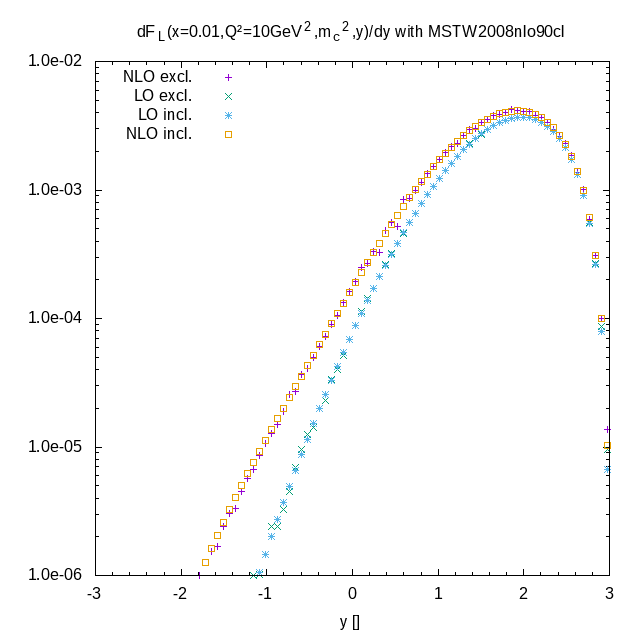 dF_L(x=0.01,Q²=10GeV²,m_c²,y)/dy with MSTW2008nlo90cl
1.0e-02
NLO excl.
LO excl.
LO incl.
NLO incl.
1.0e-03
1.0e-04
1.0e-05
1.0e-06
-3 -2 -1 0 1 2 3
y []